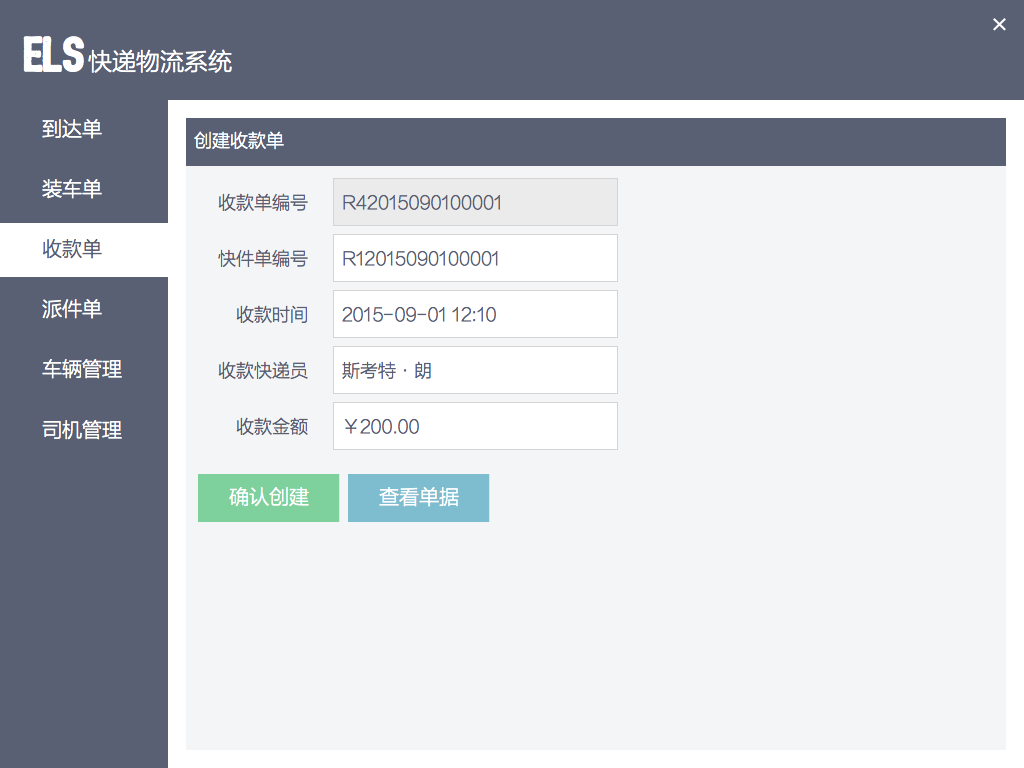 ELS 快递物流系统
到达单
装车单
收款单
派件单
车辆管理
司机管理
创建收款单
收款单编号 R42015090100001
快件单编号 R12015090100001
收款时间 2015-09-01 12:10
收款快递员 斯考特·朗
收款金额 ￥200.00
确认创建 查看单据